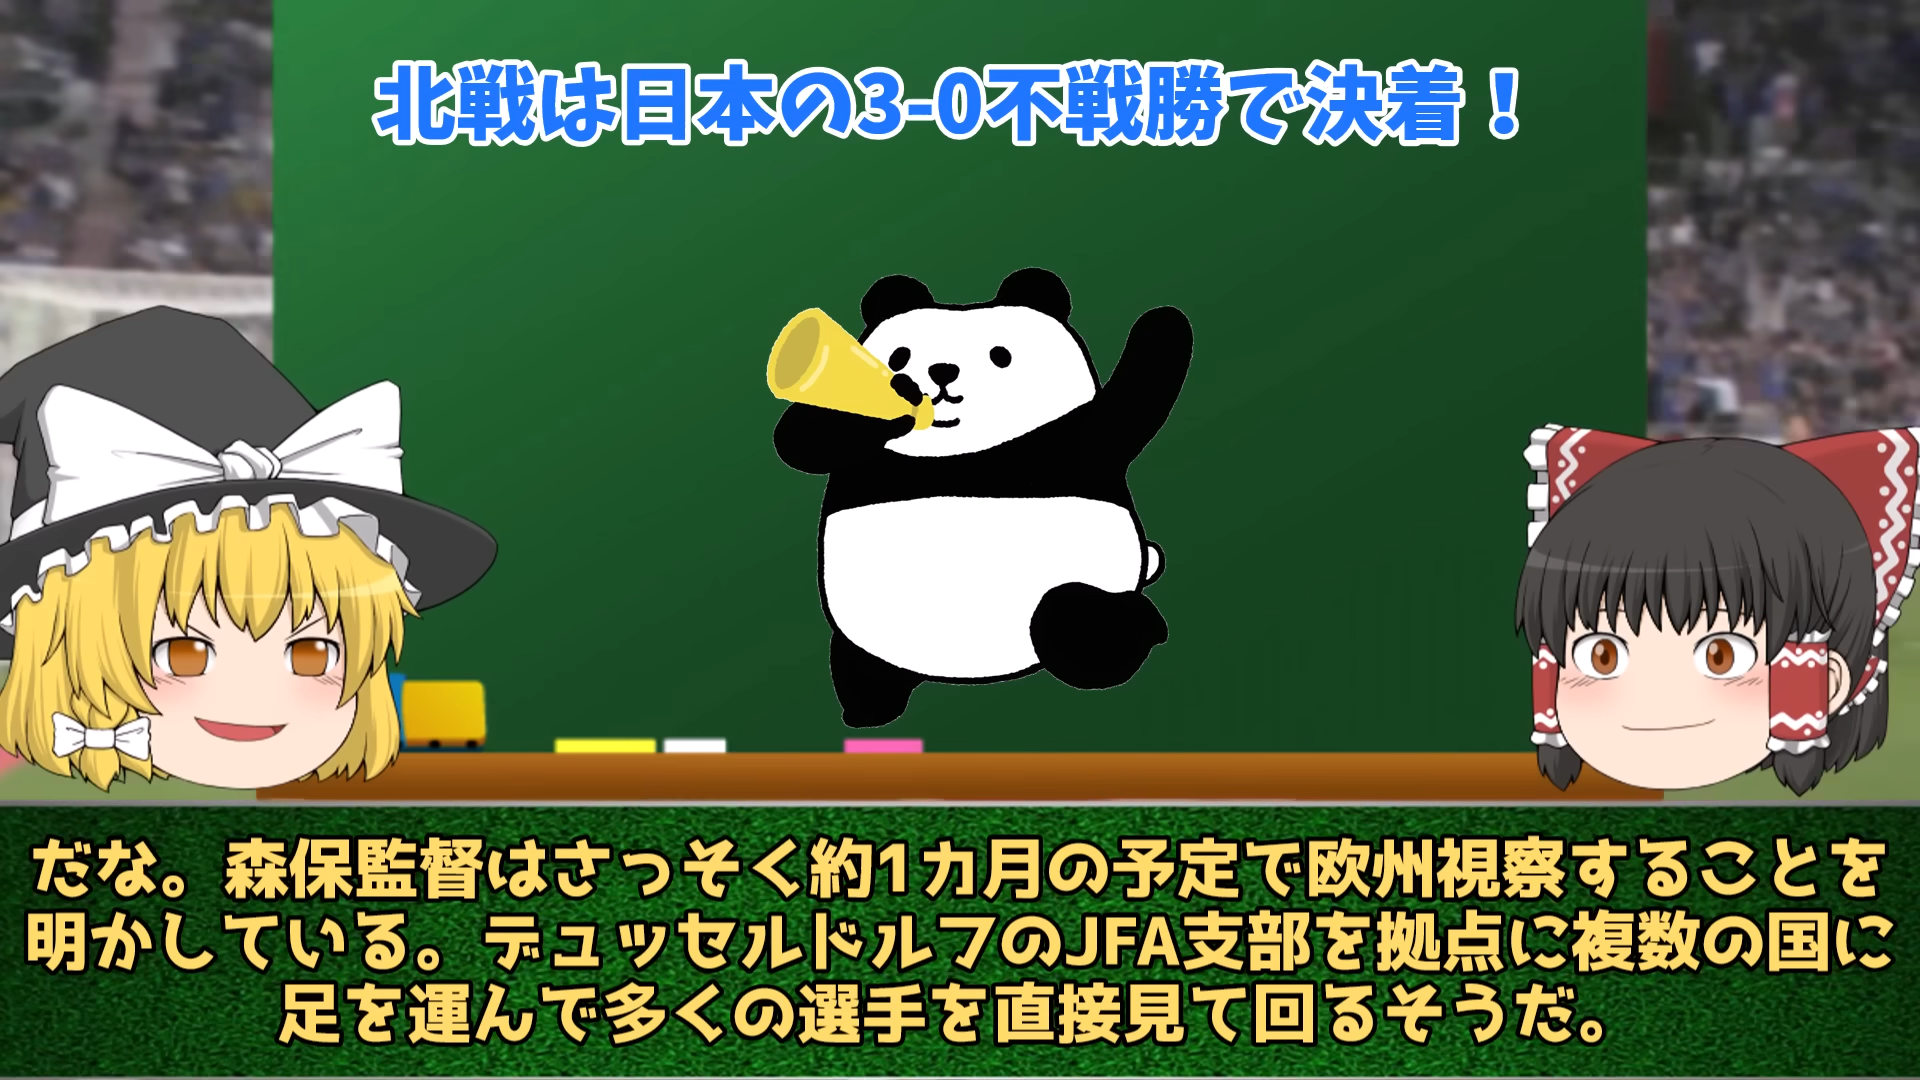 北戦は日本の3-0不戦勝で決着！
だな。森保監督はさっそく約1カ月の予定で欧州視察することを
明かしている。デュッセルドルフのJFA支部を拠点に複数の国に
足を運んで多くの選手を直接見て回るそうだ。